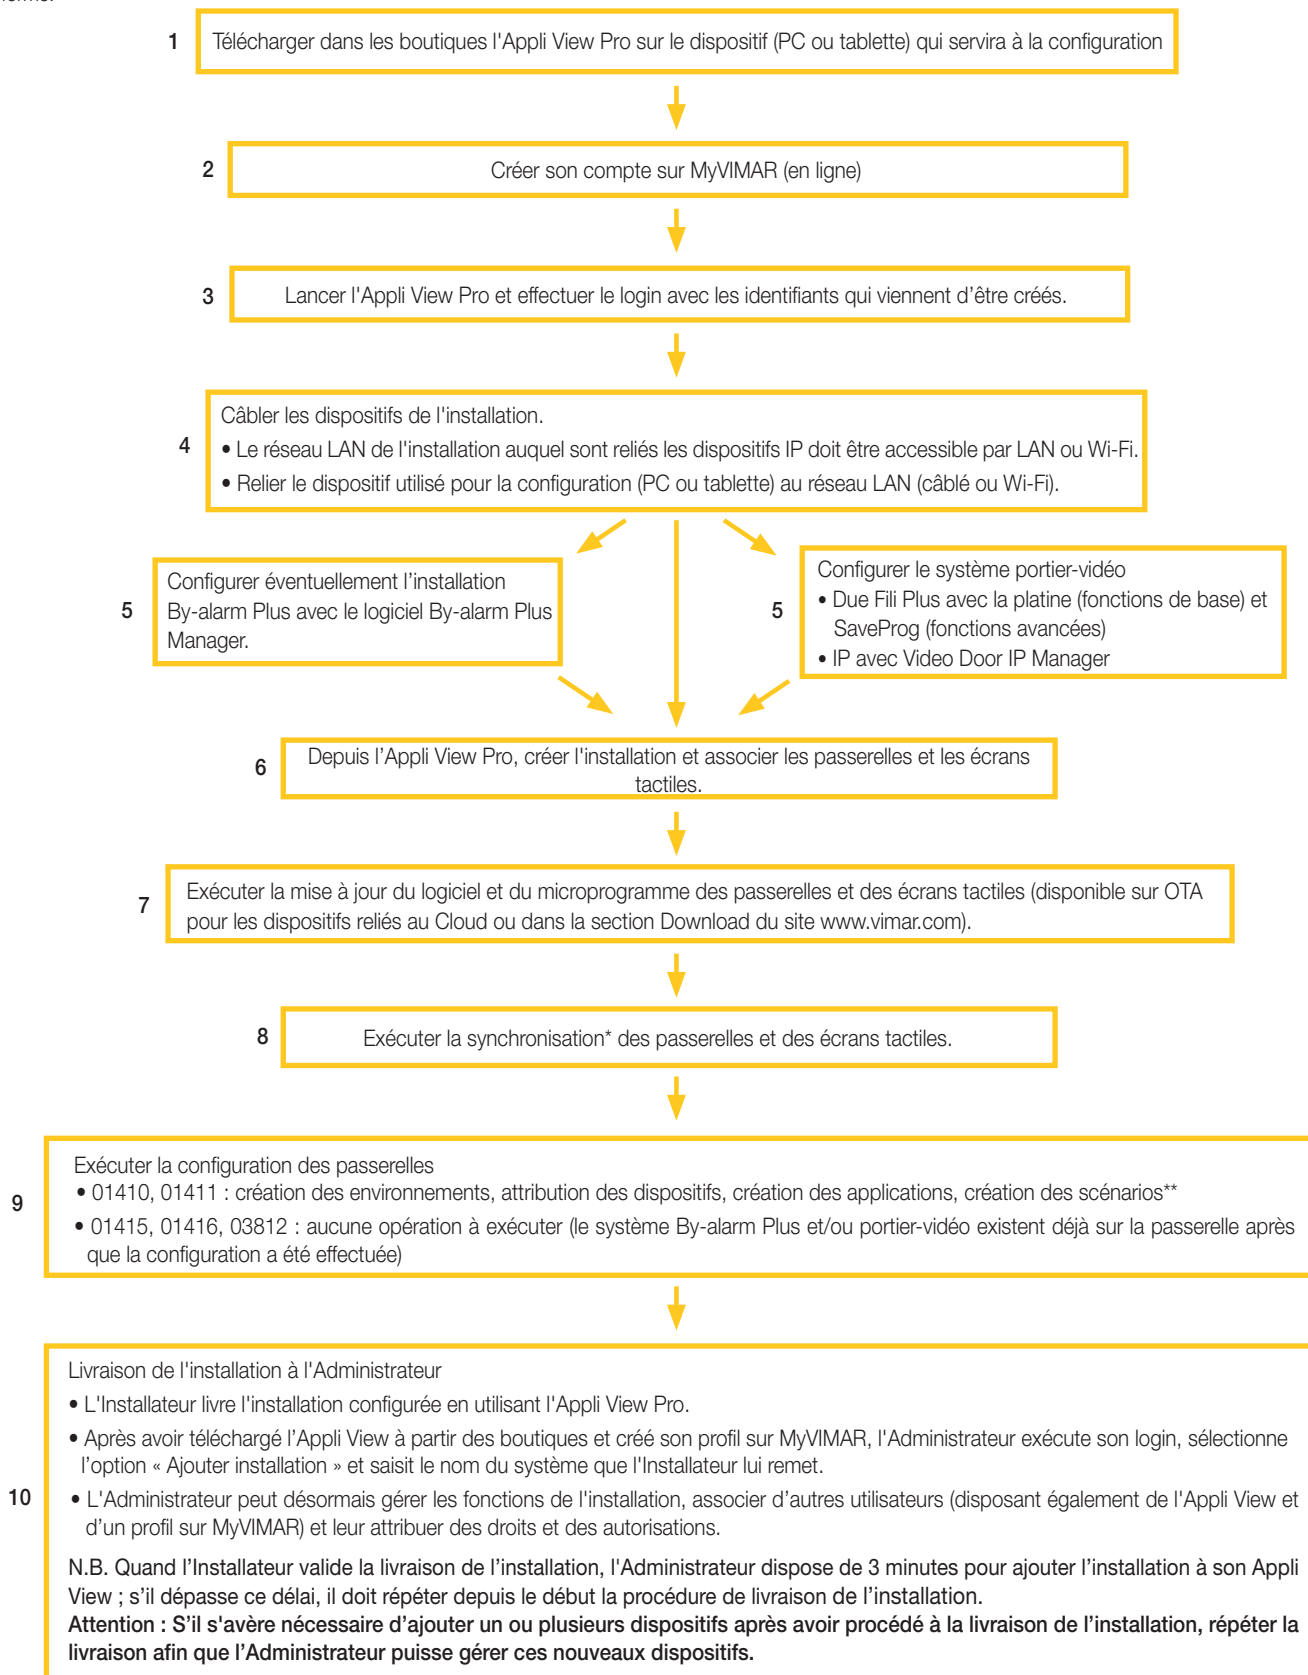 1
Télécharger dans les boutiques l'Appli View Pro sur le dispositif (PC ou tablette) qui servira à la configuration
2
Créer son compte sur MyVIMAR (en ligne)
3
Lancer l'Appli View Pro et effectuer le login avec les identifiants qui viennent d’être créés.
4
Câbler les dispositifs de l'installation.
• Le réseau LAN de l'installation auquel sont reliés les dispositifs IP doit être accessible par LAN ou Wi-Fi.
• Relier le dispositif utilisé pour la configuration (PC ou tablette) au réseau LAN (câblé ou Wi-Fi).
5
Configurer éventuellement l’installation
By-alarm Plus avec le logiciel By-alarm Plus
Manager.
5
Configurer le système portier-vidéo
• Due Fili Plus avec la platine (fonctions de base) et
SaveProg (fonctions avancées)
• IP avec Video Door IP Manager
6
Depuis l’Appli View Pro, créer l'installation et associer les passerelles et les écrans
tactiles.
7
Exécuter la mise à jour du logiciel et du microprogramme des passerelles et des écrans tactiles (disponible sur OTA
pour les dispositifs reliés au Cloud ou dans la section Download du site www.vimar.com).
8
Exécuter la synchronisation* des passerelles et des écrans tactiles.
9
Exécuter la configuration des passerelles
• 01410, 01411 : création des environnements, attribution des dispositifs, création des applications, création des scénarios**
• 01415, 01416, 03812 : aucune opération à exécuter (le système By-alarm Plus et/ou portier-vidéo existent déjà sur la passerelle après
que la configuration a été effectuée)
10
Livraison de l'installation à l'Administrateur
• L'Installateur livre l'installation configurée en utilisant l'Appli View Pro.
• Après avoir téléchargé l’Appli View à partir des boutiques et créé son profil sur MyVIMAR, l'Administrateur exécute son login, sélectionne
l’option « Ajouter installation » et saisit le nom du système que l'Installateur lui remet.
• L'Administrateur peut désormais gérer les fonctions de l'installation, associer d’autres utilisateurs (disposant également de l'Appli View et
d’un profil sur MyVIMAR) et leur attribuer des droits et des autorisations.
N.B. Quand l’Installateur valide la livraison de l’installation, l'Administrateur dispose de 3 minutes pour ajouter l’installation à son Appli
View ; s’il dépasse ce délai, il doit répéter depuis le début la procédure de livraison de l’installation.
Attention : S’il s'avère nécessaire d’ajouter un ou plusieurs dispositifs après avoir procédé à la livraison de l’installation, répéter la
livraison afin que l’Administrateur puisse gérer ces nouveaux dispositifs.